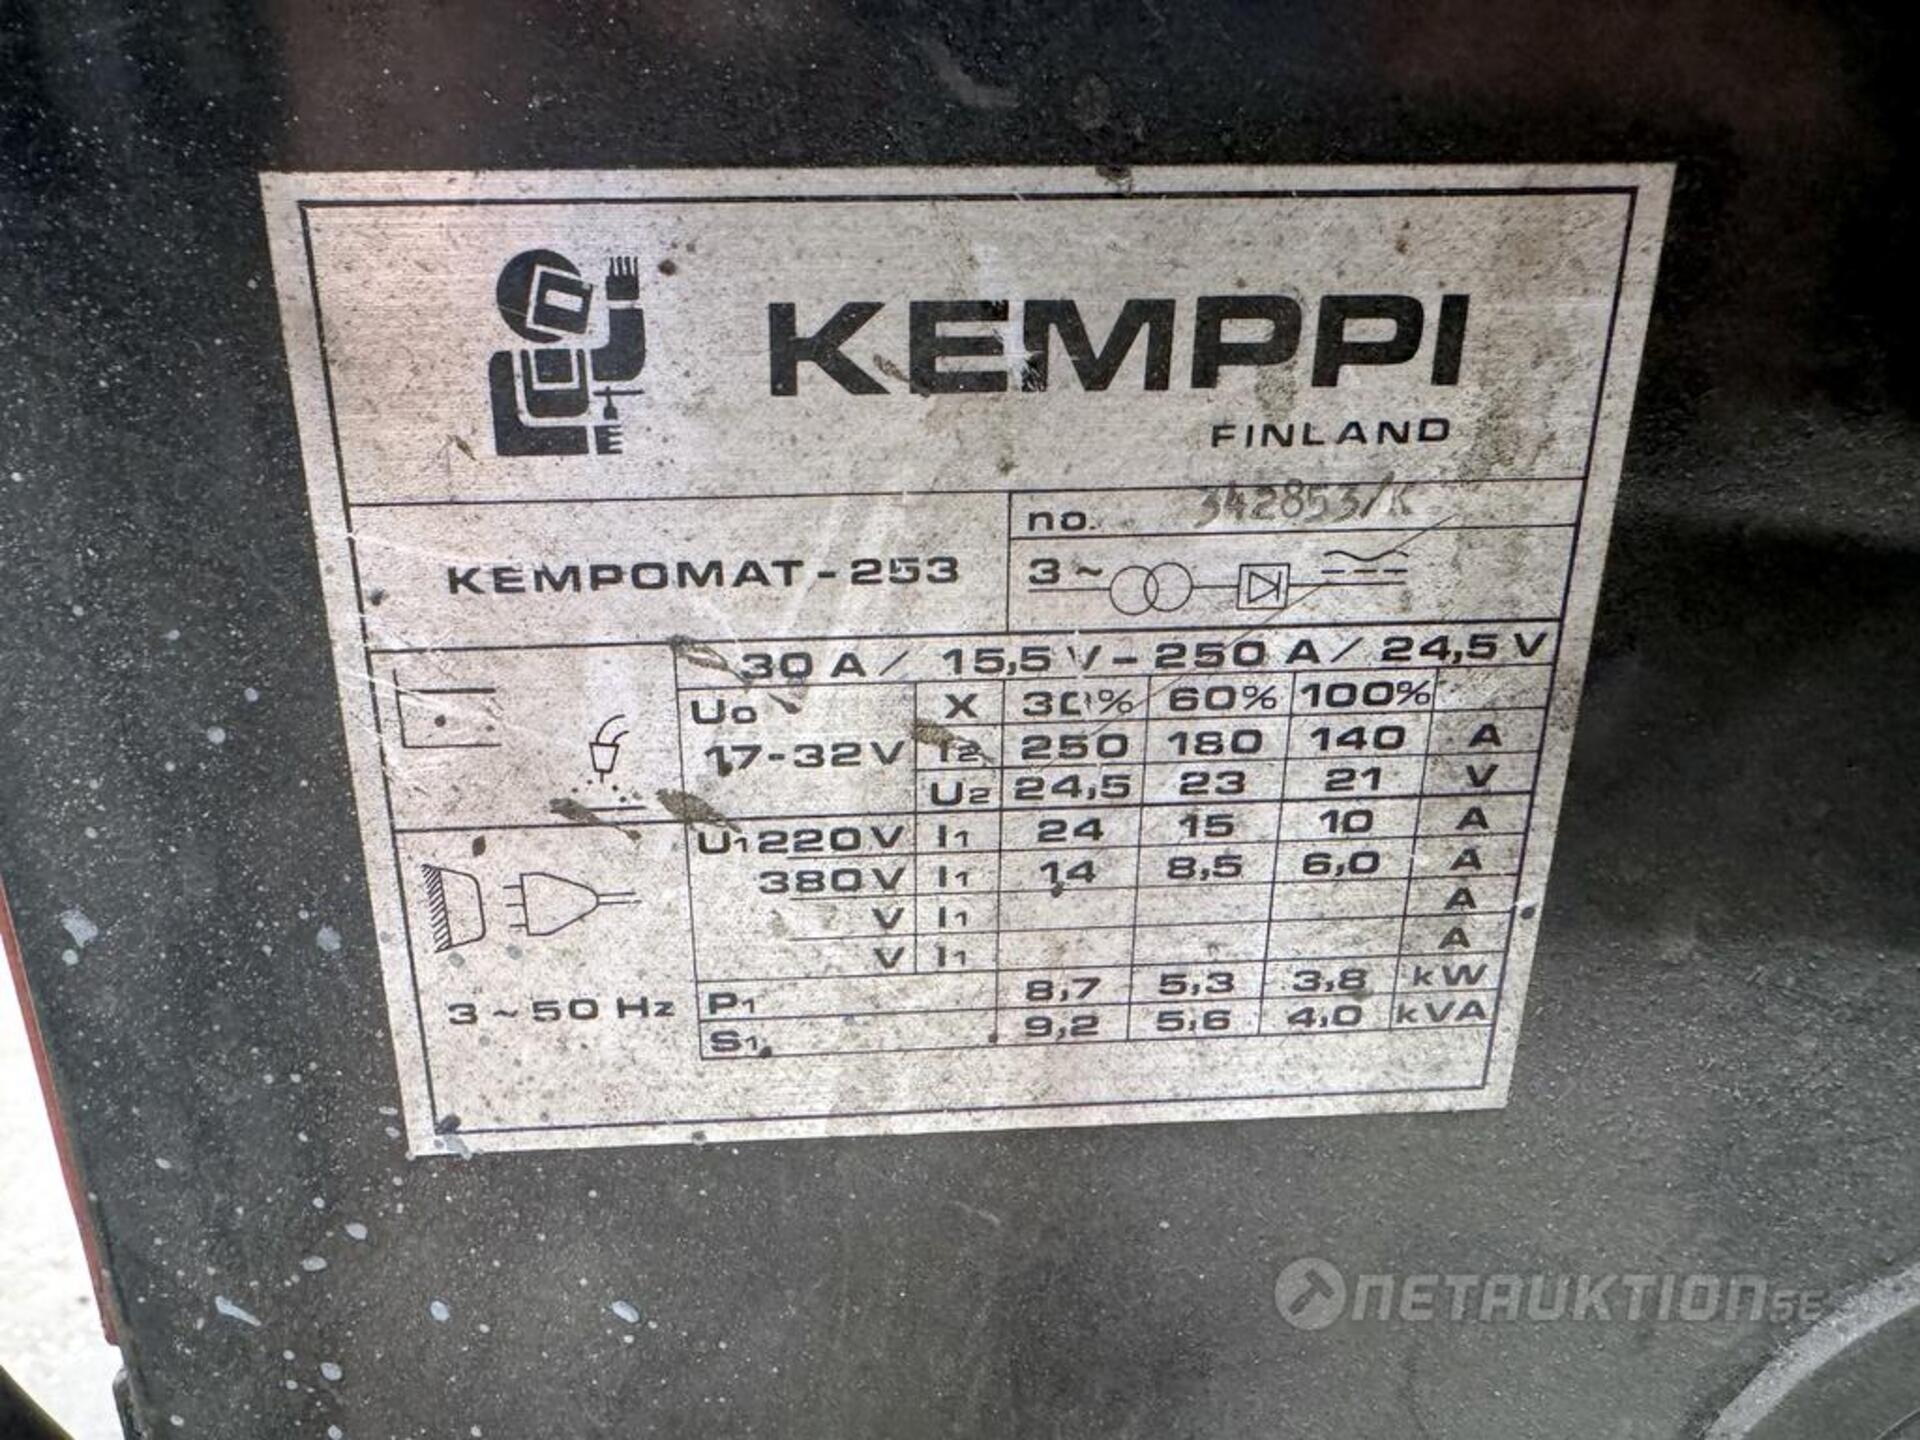 KEMPPI
FINLAND
no. 342853/K
KEMPOMAT-253
3~
30 A / 15,5 V - 250 A / 24,5 V
Uo X 30% 60% 100%
17-32V I2 250 180 140 A
U2 24,5 23 21 V
U1 220V I1 24 15 10 A
380V I1 14 8,5 6,0 A
V I1 A
V I1 A
3~50 Hz
P1 8,7 5,3 3,8 kW
S1 9,2 5,6 4,0 kVA
NETAUKTION.SE